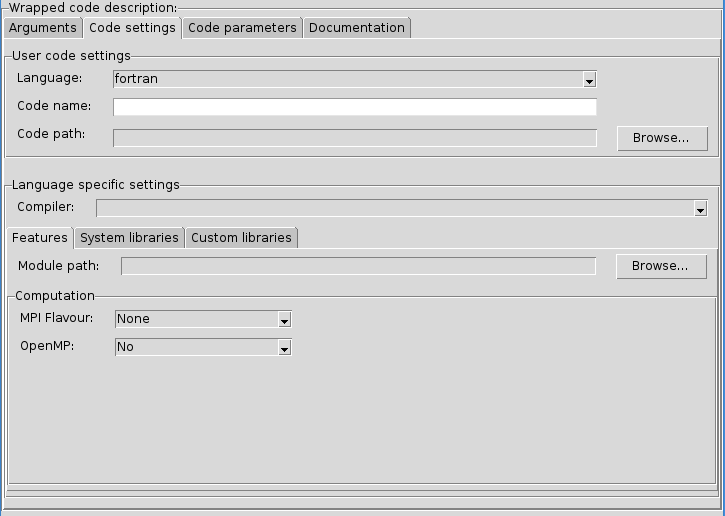 Wrapped code description:
Arguments Code settings Code parameters Documentation
User code settings
Language: fortran
Code name:
Code path: Browse...
Language specific settings
Compiler:
Features System libraries Custom libraries
Module path: Browse...
Computation
MPI Flavour: None
OpenMP: No